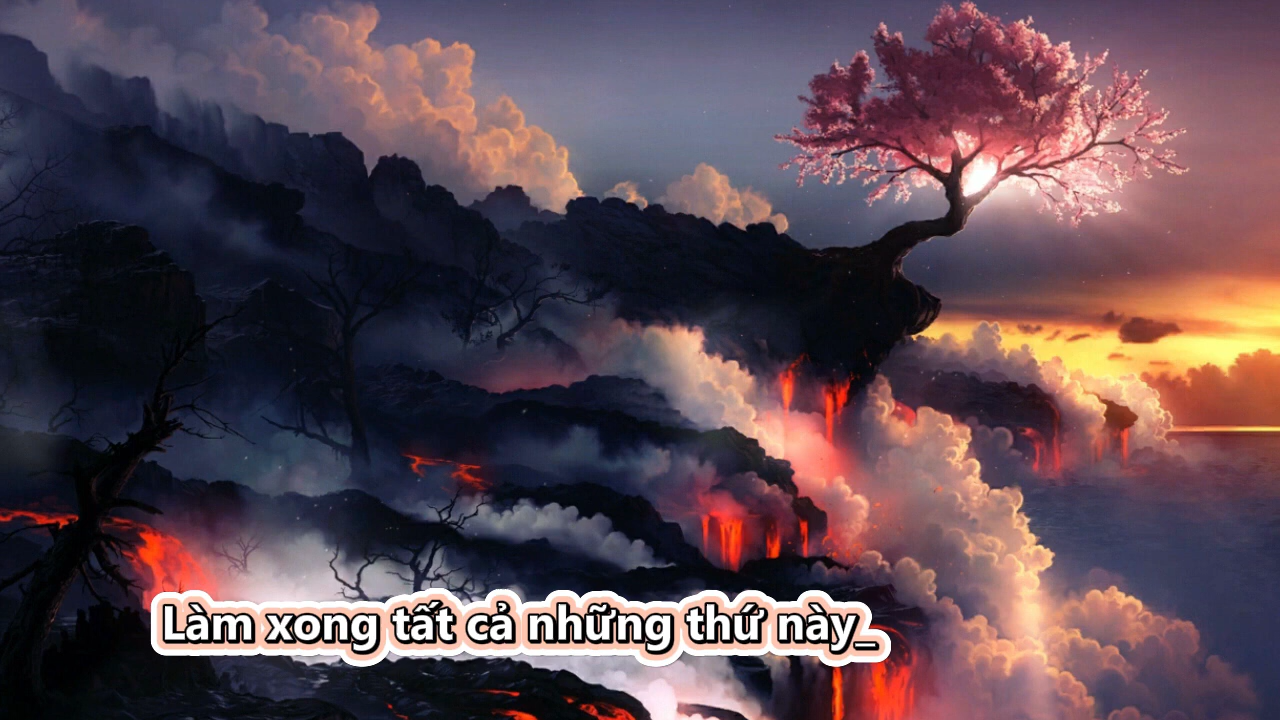 Làm xong tất cả những thứ này_